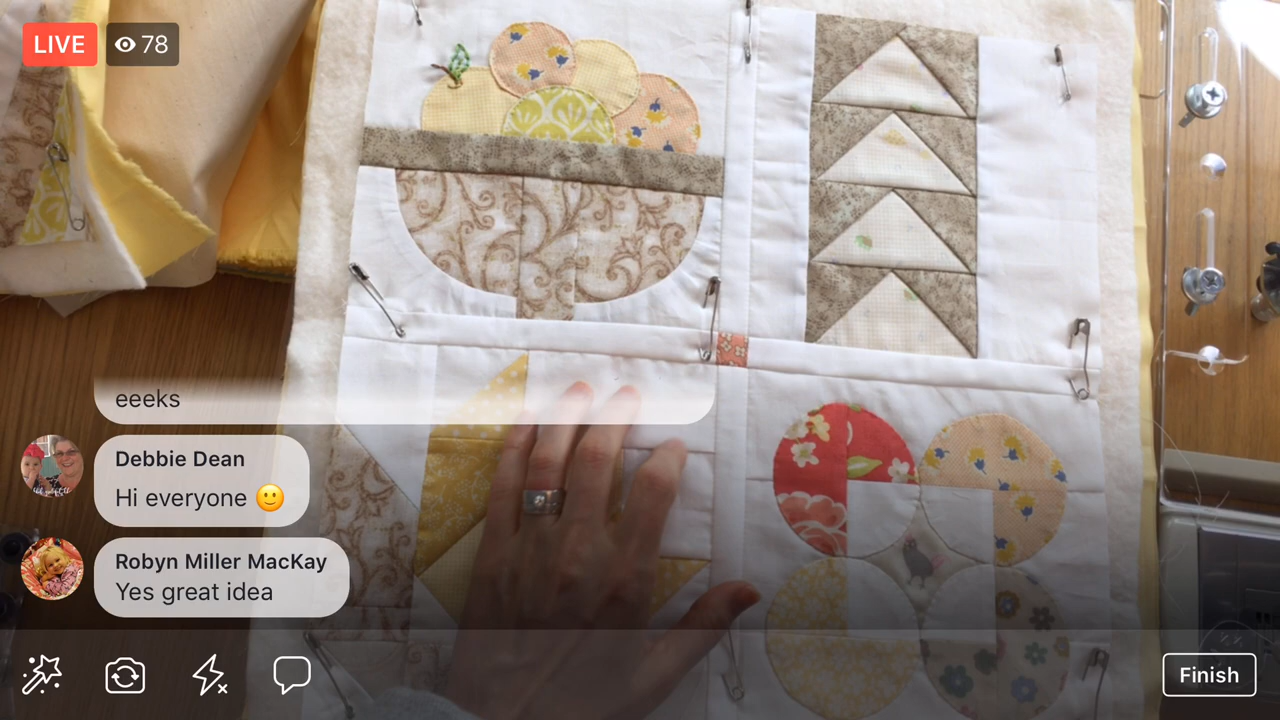 LIVE
78
eeeks
Debbie Dean
Hi everyone 🙂
Robyn Miller MacKay
Yes great idea
Finish